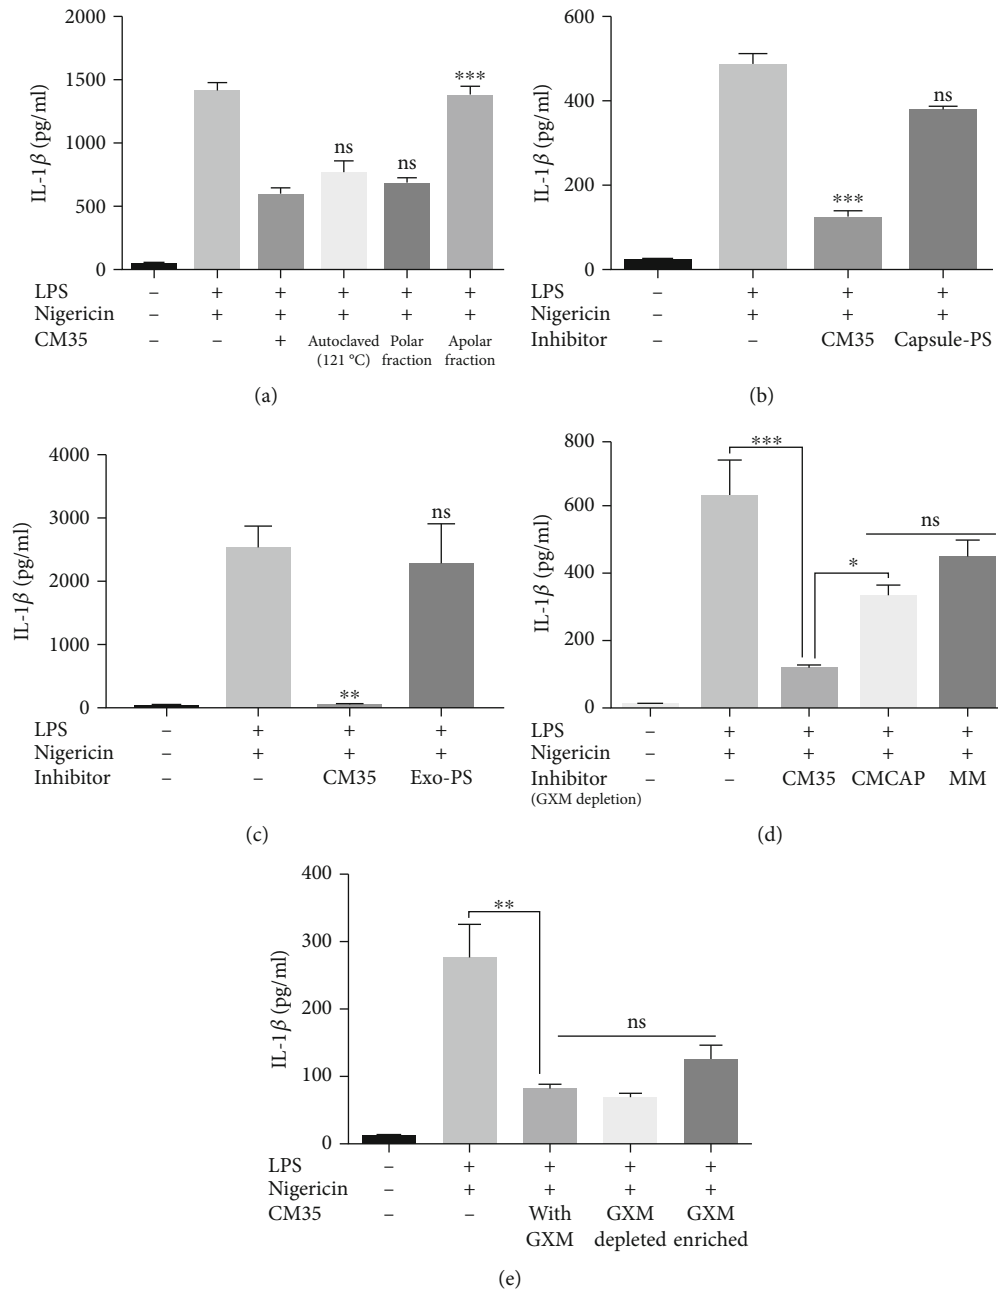 2000
1500
1000
500
0
IL-1β (pg/ml)
ns
ns
***
LPS – + + + + +
Nigericin – + + + + +
CM35 – – + Autoclaved (121 °C) Polar fraction Apolar fraction
(a)
600
400
200
0
IL-1β (pg/ml)
***
ns
LPS – + + +
Nigericin – + + +
Inhibitor – – CM35 Capsule-PS
(b)
4000
3000
2000
1000
0
IL-1β (pg/ml)
**
ns
LPS – + + +
Nigericin – + + +
Inhibitor – – CM35 Exo-PS
(c)
800
600
400
200
0
IL-1β (pg/ml)
***
*
ns
LPS – + + + +
Nigericin – + + + +
Inhibitor – – CM35 CMCAP MM
(GXM depletion)
(d)
400
300
200
100
0
IL-1β (pg/ml)
**
ns
LPS – + + + +
Nigericin – + + + +
CM35 – – With GXM GXM depleted GXM enriched
(e)